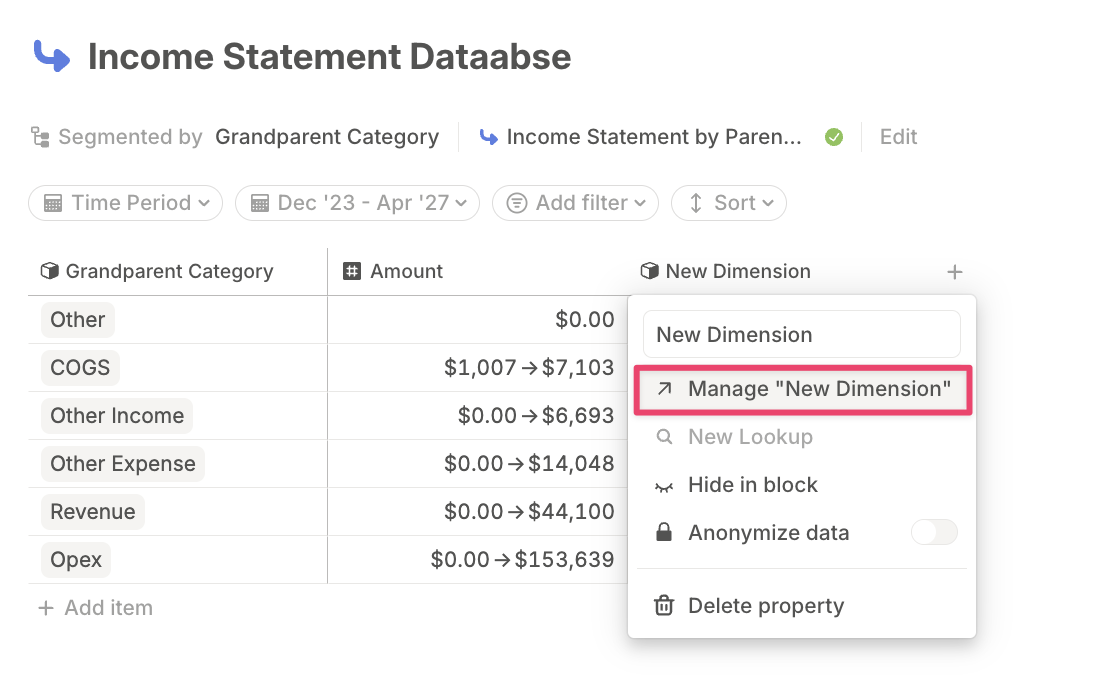 Income Statement Dataabse
Segmented by Grandparent Category Income Statement by Paren... Edit
Time Period Dec '23 - Apr '27 Add filter Sort
Grandparent Category Amount New Dimension +
Other $0.00
New Dimension
COGS $1,007→$7,103
Manage "New Dimension"
Other Income $0.00→$6,693
New Lookup
Other Expense $0.00→$14,048
Hide in block
Revenue $0.00→$44,100
Anonymize data
Opex $0.00→$153,639
+ Add item
Delete property